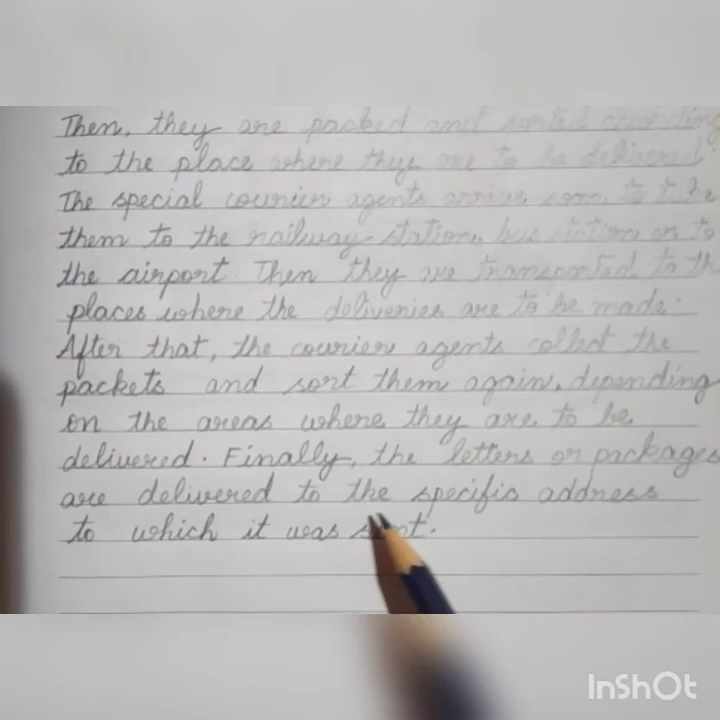 Then, they are packed and sorted according
to the place where they are to be delivered.
The special courier agents arrive soon, to take
them to the railway station, bus station or to
the airport. Then they are transported to the
places where the deliveries are to be made.
After that, the courier agents collect the
packets and sort them again, depending
on the areas where they are to be
delivered. Finally, the letters or packages
are delivered to the specific address
to which it was sent.
InShOt